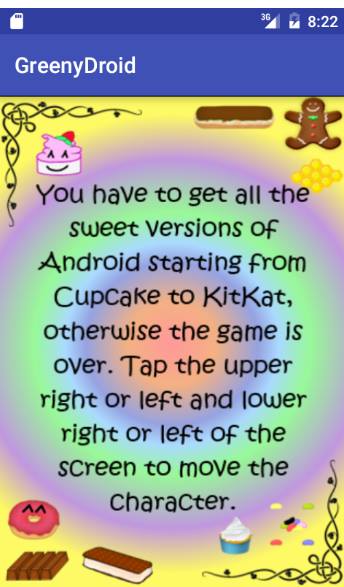 3G 8:22
GreenyDroid
You have to get all the
sweet versions of
Android starting from
Cupcake to KitKat,
otherwise the game is
over. Tap the upper
right or left and lower
right or left of the
screen to move the
character.